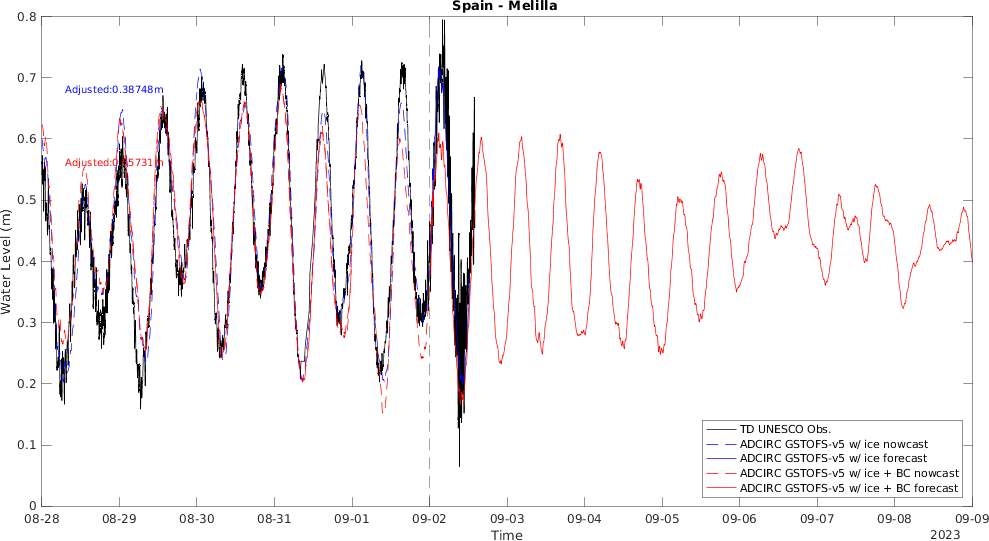 Spain - Melilla
0.8
0.7
0.6
0.5
0.4
0.3
0.2
0.1
0
Water Level (m)
Adjusted:0.38748m
TD UNESCO Obs.
ADCIRC GSTOFS-v5 w/ ice nowcast
ADCIRC GSTOFS-v5 w/ ice forecast
ADCIRC GSTOFS-v5 w/ ice + BC nowcast
ADCIRC GSTOFS-v5 w/ ice + BC forecast
08-28 08-29 08-30 08-31 09-01 09-02 09-03 09-04 09-05 09-06 09-07 09-08 09-09
Time
2023